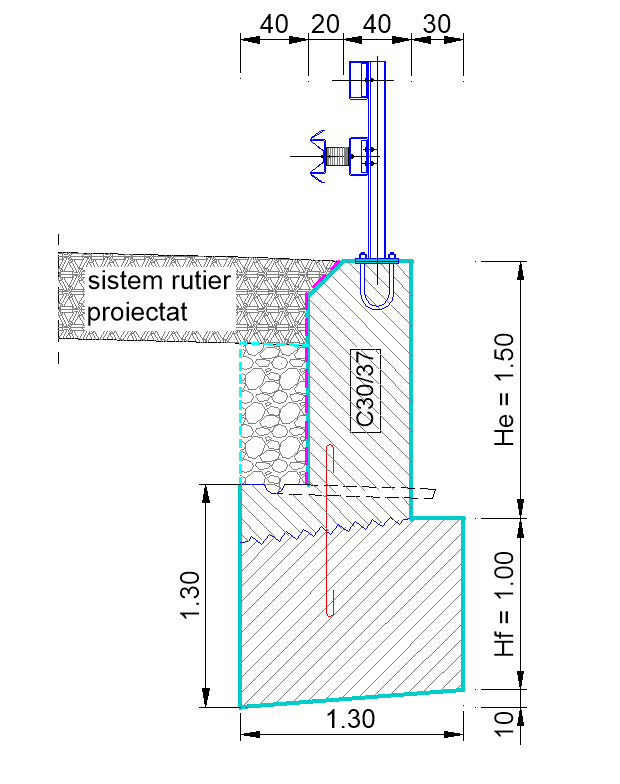 40 20 40 30
sistem rutier
proiectat
C30/37
He = 1.50
1.30
Hf = 1.00
1.30
10